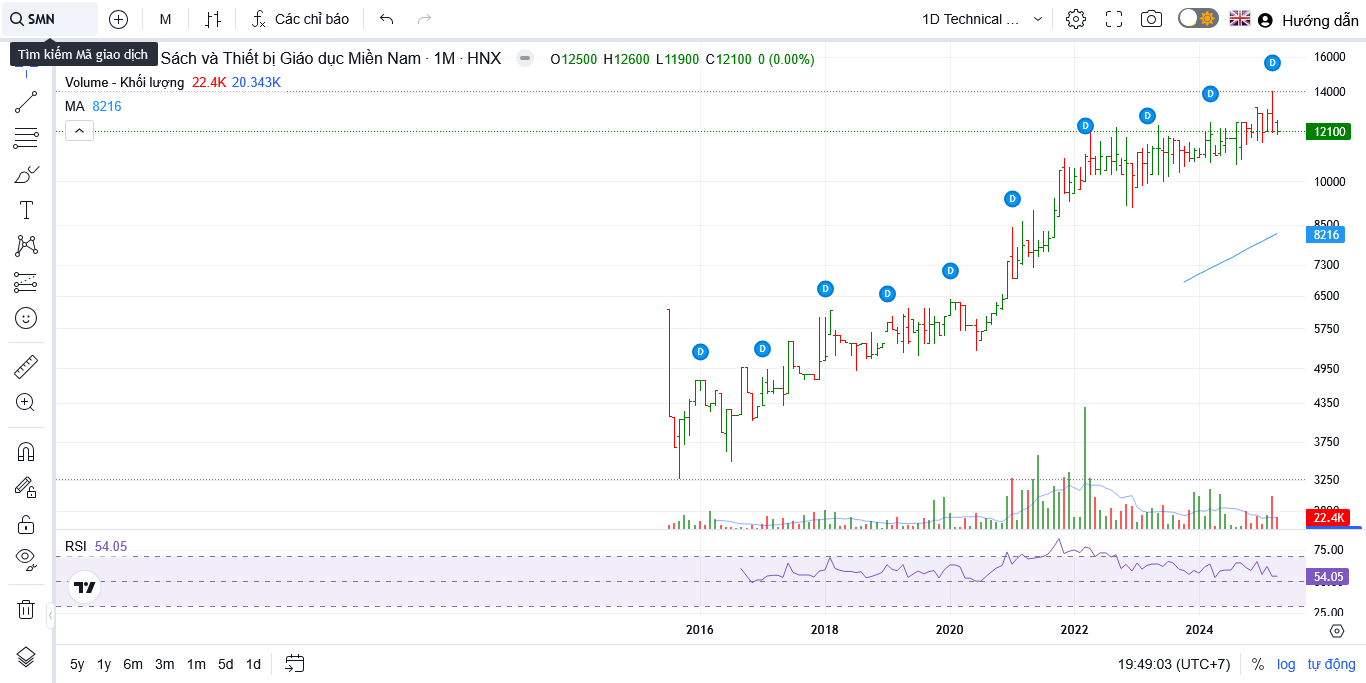 SMN
M
Các chỉ báo
1D Technical ...
Hướng dẫn
Tìm kiếm Mã giao dịch
Sách và Thiết bị Giáo dục Miền Nam · 1M · HNX
O12500 H12600 L11900 C12100 0 (0.00%)
Volume - Khối lượng 22.4K 20.343K
MA 8216
D
D
D
D
D
D
D
D
D
D
16000
14000
12100
10000
8500
8216
7300
6500
5750
4950
4350
3750
3250
22.4K
RSI 54.05
75.00
54.05
25.00
2016 2018 2020 2022 2024
5y 1y 6m 3m 1m 5d 1d
19:49:03 (UTC+7)
% log tự động